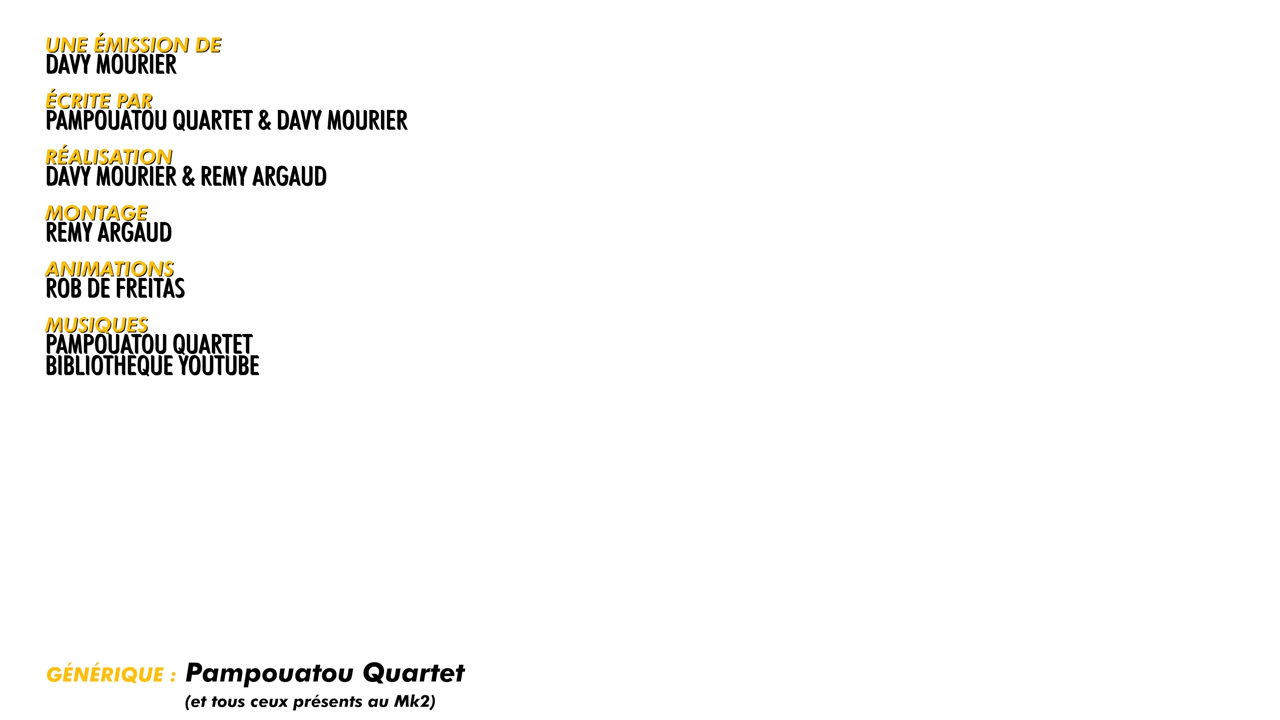 UNE ÉMISSION DE
DAVY MOURIER
ÉCRITE PAR
PAMPOUATOU QUARTET & DAVY MOURIER
RÉALISATION
DAVY MOURIER & REMY ARGAUD
MONTAGE
REMY ARGAUD
ANIMATIONS
ROB DE FREITAS
MUSIQUES
PAMPOUATOU QUARTET
BIBLIOTHÈQUE YOUTUBE
GÉNÉRIQUE : Pampouatou Quartet
(et tous ceux présents au Mk2)